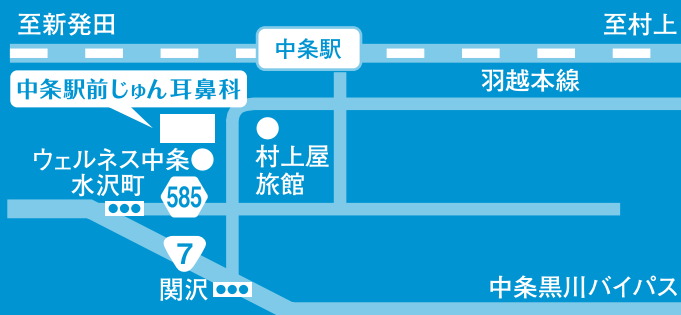 至新発田
至村上
中条駅
羽越本線
中条駅前じゅん耳鼻科
村上屋
旅館
ウェルネス中条
水沢町
585
7
関沢
中条黒川バイパス